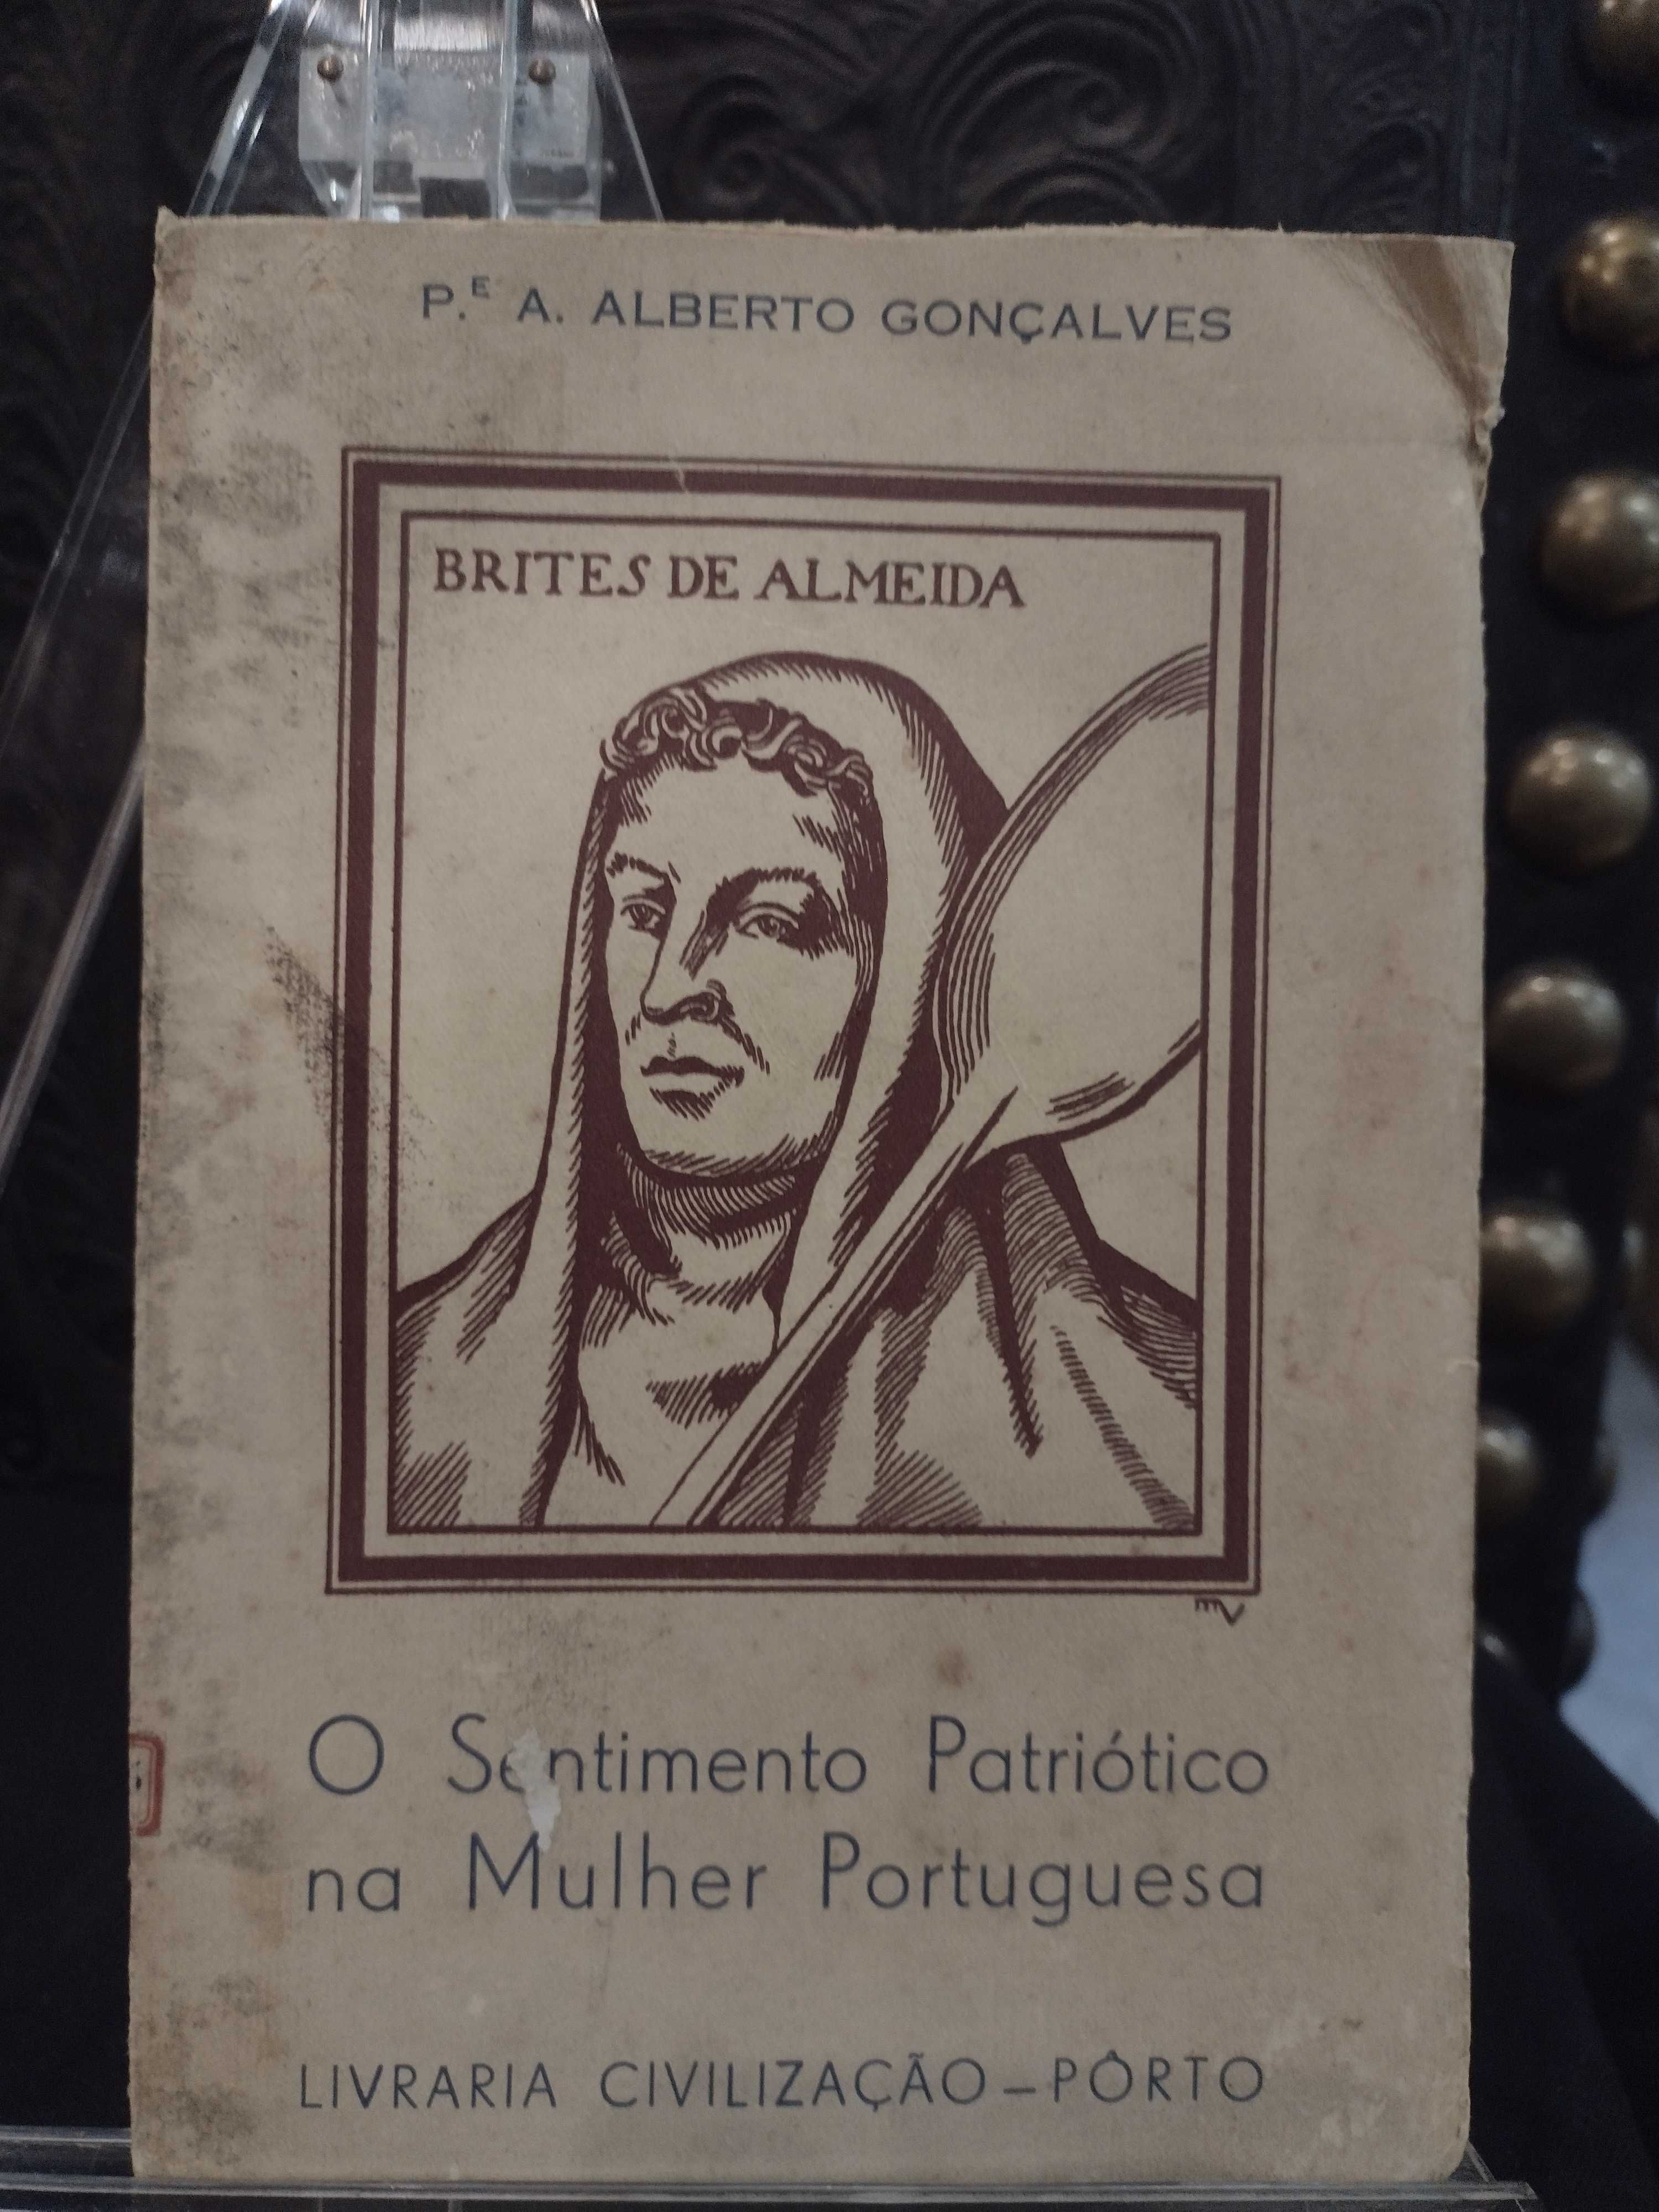 P.E A. ALBERTO GONÇALVES
BRITES DE ALMEIDA
mv
O Sentimento Patriótico
na Mulher Portuguesa
LIVRARIA CIVILIZAÇÃO – PÔRTO